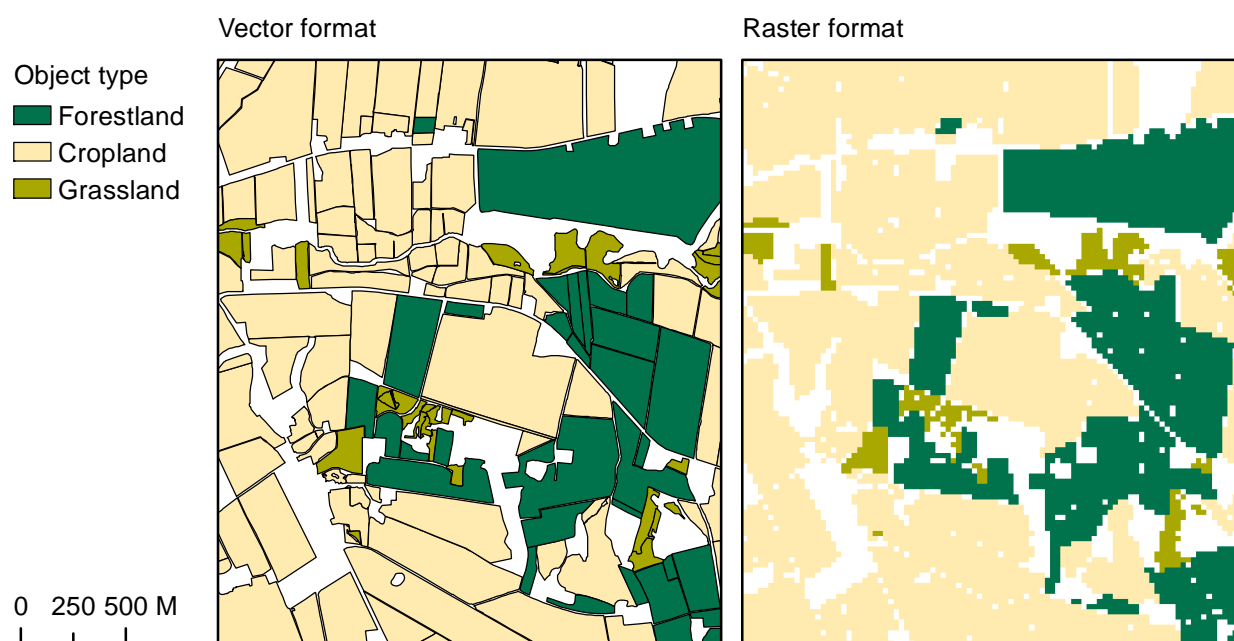 Vector format
Raster format
Object type
Forestland
Cropland
Grassland
0 250 500 M